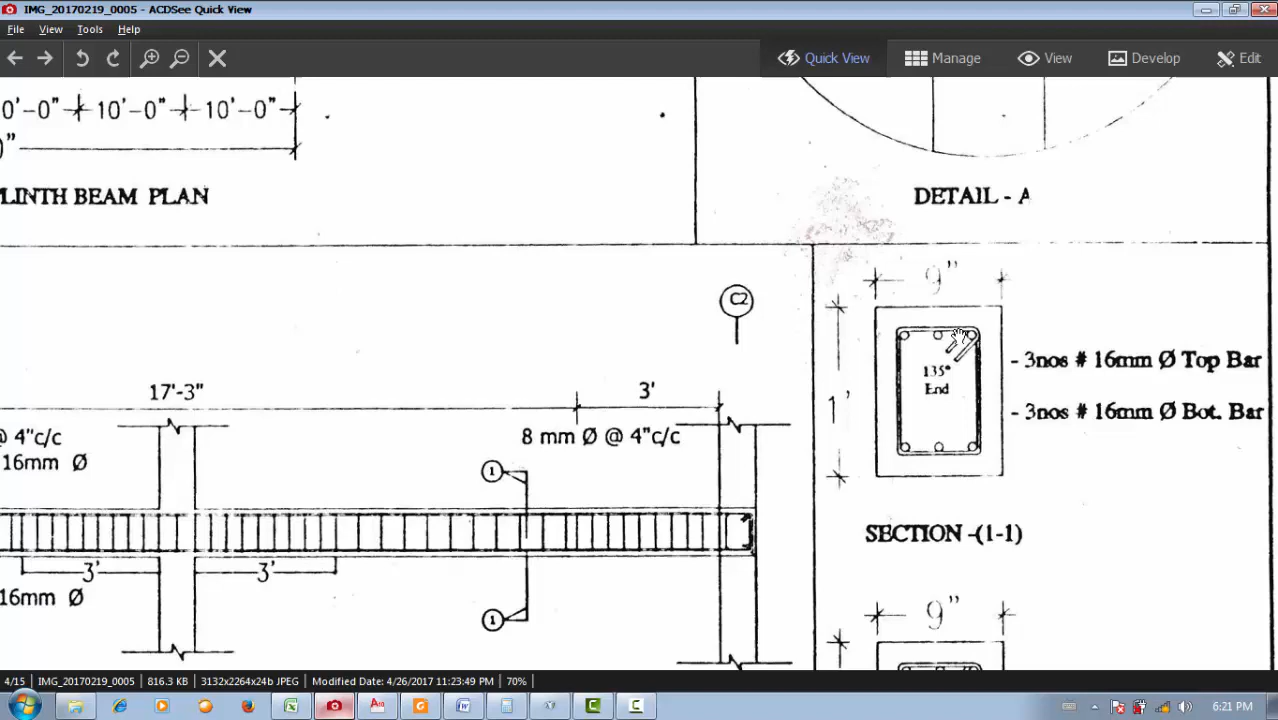 IMG_20170219_0005 - ACDSee Quick View
File View Tools Help
Quick View Manage View Develop Edit
0'-0" 10'-0" 10'-0"
0"
PLINTH BEAM PLAN
DETAIL - A
9"
C2
1'
135°
End
- 3nos # 16mm Ø Top Bar
- 3nos # 16mm Ø Bot. Bar
17'-3"
3'
@ 4"c/c
8 mm Ø @ 4"c/c
16mm Ø
1
SECTION -(1-1)
3'
3'
16mm Ø
1
9"
4/15 IMG_20170219_0005 816.3 KB 3132x2264x24b JPEG Modified Date: 4/26/2017 11:23:49 PM 70%
6:21 PM